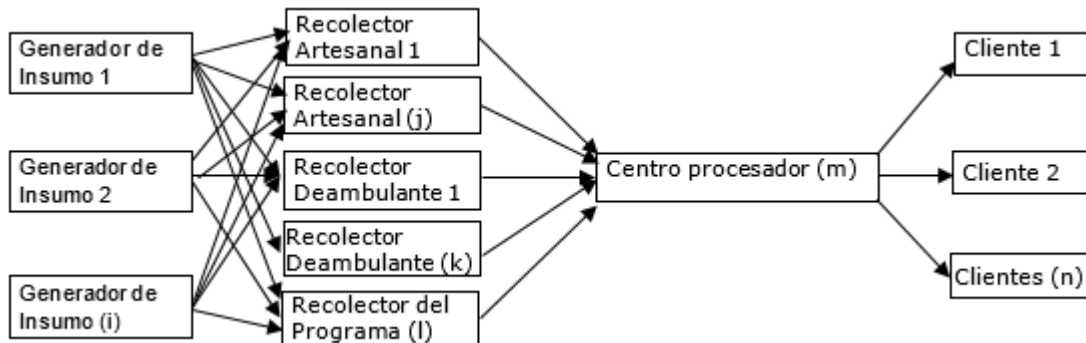 Generador de
Insumo 1
Generador de
Insumo 2
Generador de
Insumo (i)
Recolector
Artesanal 1
Recolector
Artesanal (j)
Recolector
Deambulante 1
Recolector
Deambulante (k)
Recolector del
Programa (l)
Centro procesador (m)
Cliente 1
Cliente 2
Clientes (n)